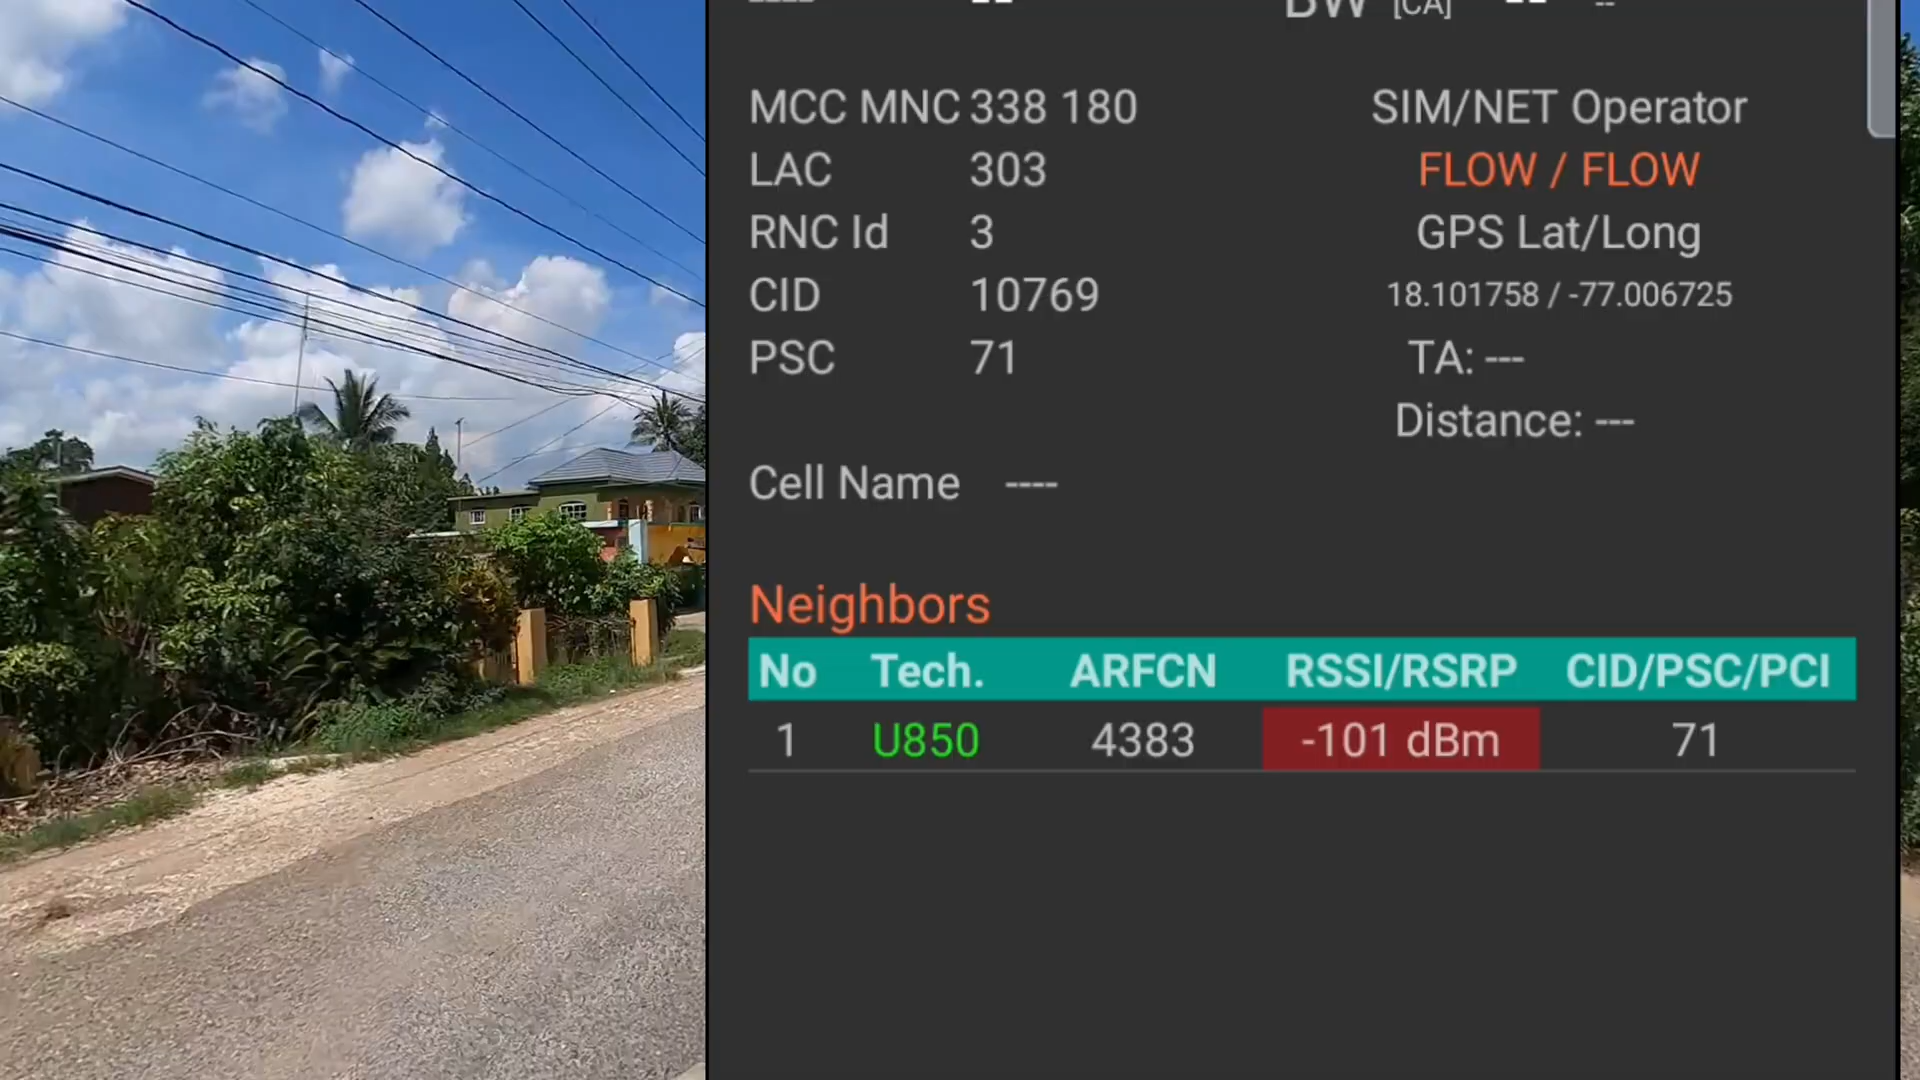 BW [CA] -- --
MCC MNC 338 180
LAC 303
RNC Id 3
CID 10769
PSC 71
SIM/NET Operator
FLOW / FLOW
GPS Lat/Long
18.101758 / -77.006725
TA: ---
Distance: ---
Cell Name ----
Neighbors
No Tech. ARFCN RSSI/RSRP CID/PSC/PCI
1 U850 4383 -101 dBm 71